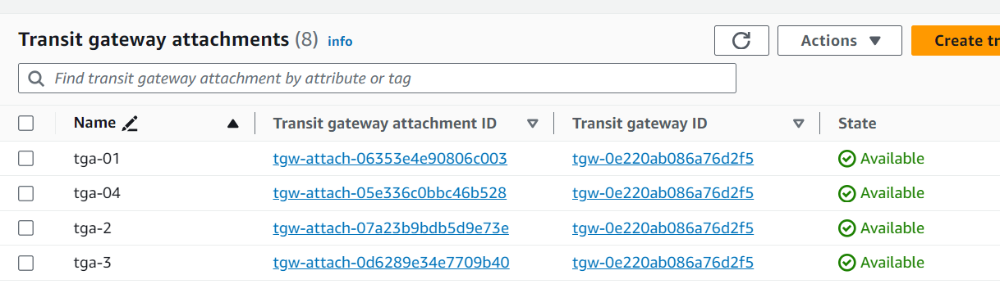 Transit gateway attachments (8) info
Actions Create tr
Find transit gateway attachment by attribute or tag
Name Transit gateway attachment ID Transit gateway ID State
tga-01 tgw-attach-06353e4e90806c003 tgw-0e220ab086a76d2f5 Available
tga-04 tgw-attach-05e336c0bbc46b528 tgw-0e220ab086a76d2f5 Available
tga-2 tgw-attach-07a23b9bdb5d9e73e tgw-0e220ab086a76d2f5 Available
tga-3 tgw-attach-0d6289e34e7709b40 tgw-0e220ab086a76d2f5 Available